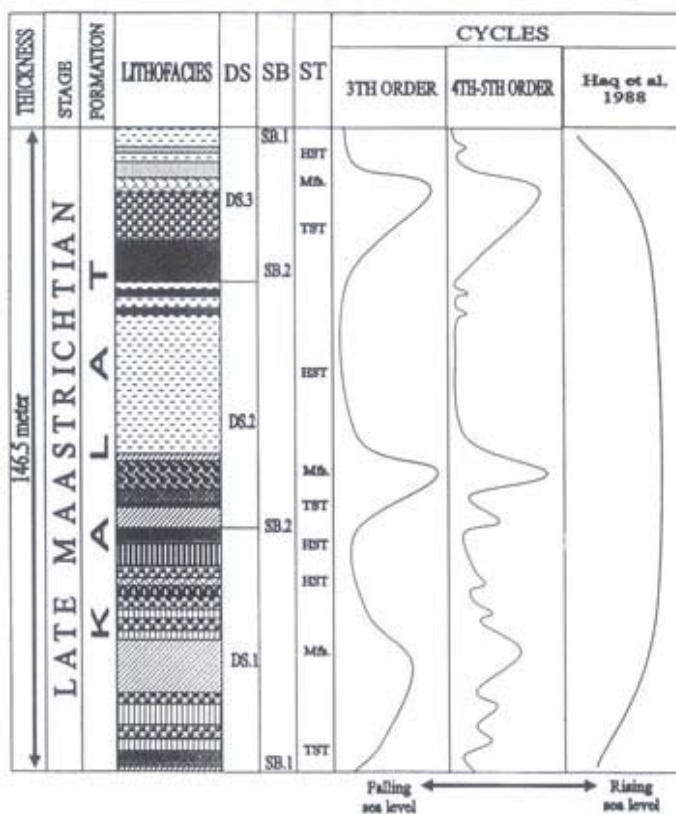 THICKNESS
STAGE
FORMATION
LITHOFACIES
DS
SB
ST
CYCLES
3TH ORDER
4TH-5TH ORDER
Haq et al.
1988
146.5 meter
LATE MAASTRICHTIAN
KALAT
SB.1
HST
Mfs.
DS.3
TST
SB.2
HST
DS.2
Mfs.
TST
SB.2
HST
HST
Mfs.
DS.1
TST
SB.1
Falling
sea level
Rising
sea level